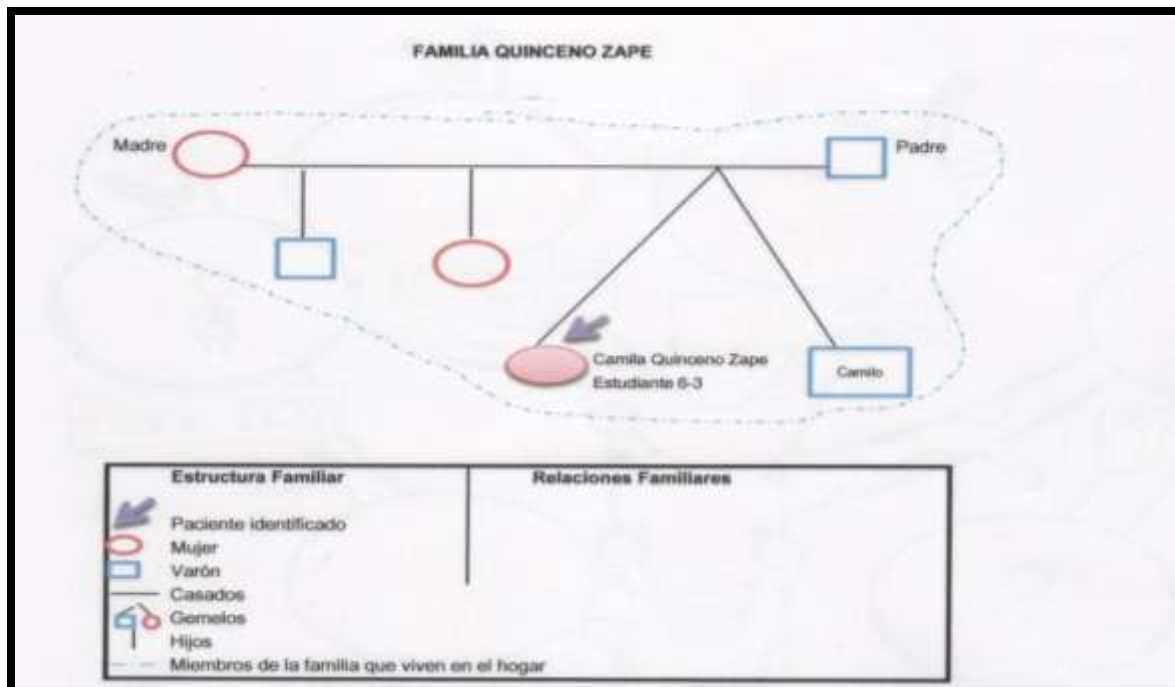 FAMILIA QUINCENO ZAPE
Madre
Padre
Camila Quinceno Zape
Estudiante 6-3
Camilo
Estructura Familiar
Relaciones Familiares
Paciente identificado
Mujer
Varón
Casados
Gemelos
Hijos
Miembros de la familia que viven en el hogar